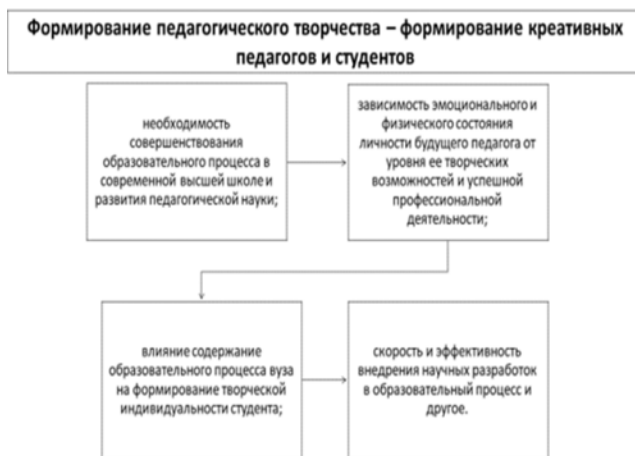 Формирование педагогического творчества – формирование креативных
педагогов и студентов
необходимость
совершенствования
образовательного процесса в
современной высшей школе и
развития педагогической науки;
зависимость эмоционального и
физического состояния
личности будущего педагога от
уровня ее творческих
возможностей и успешной
профессиональной
деятельности;
влияние содержание
образовательного процесса вуза
на формирование творческой
индивидуальности студента;
скорость и эффективность
внедрения научных разработок
в образовательный процесс и
другое.